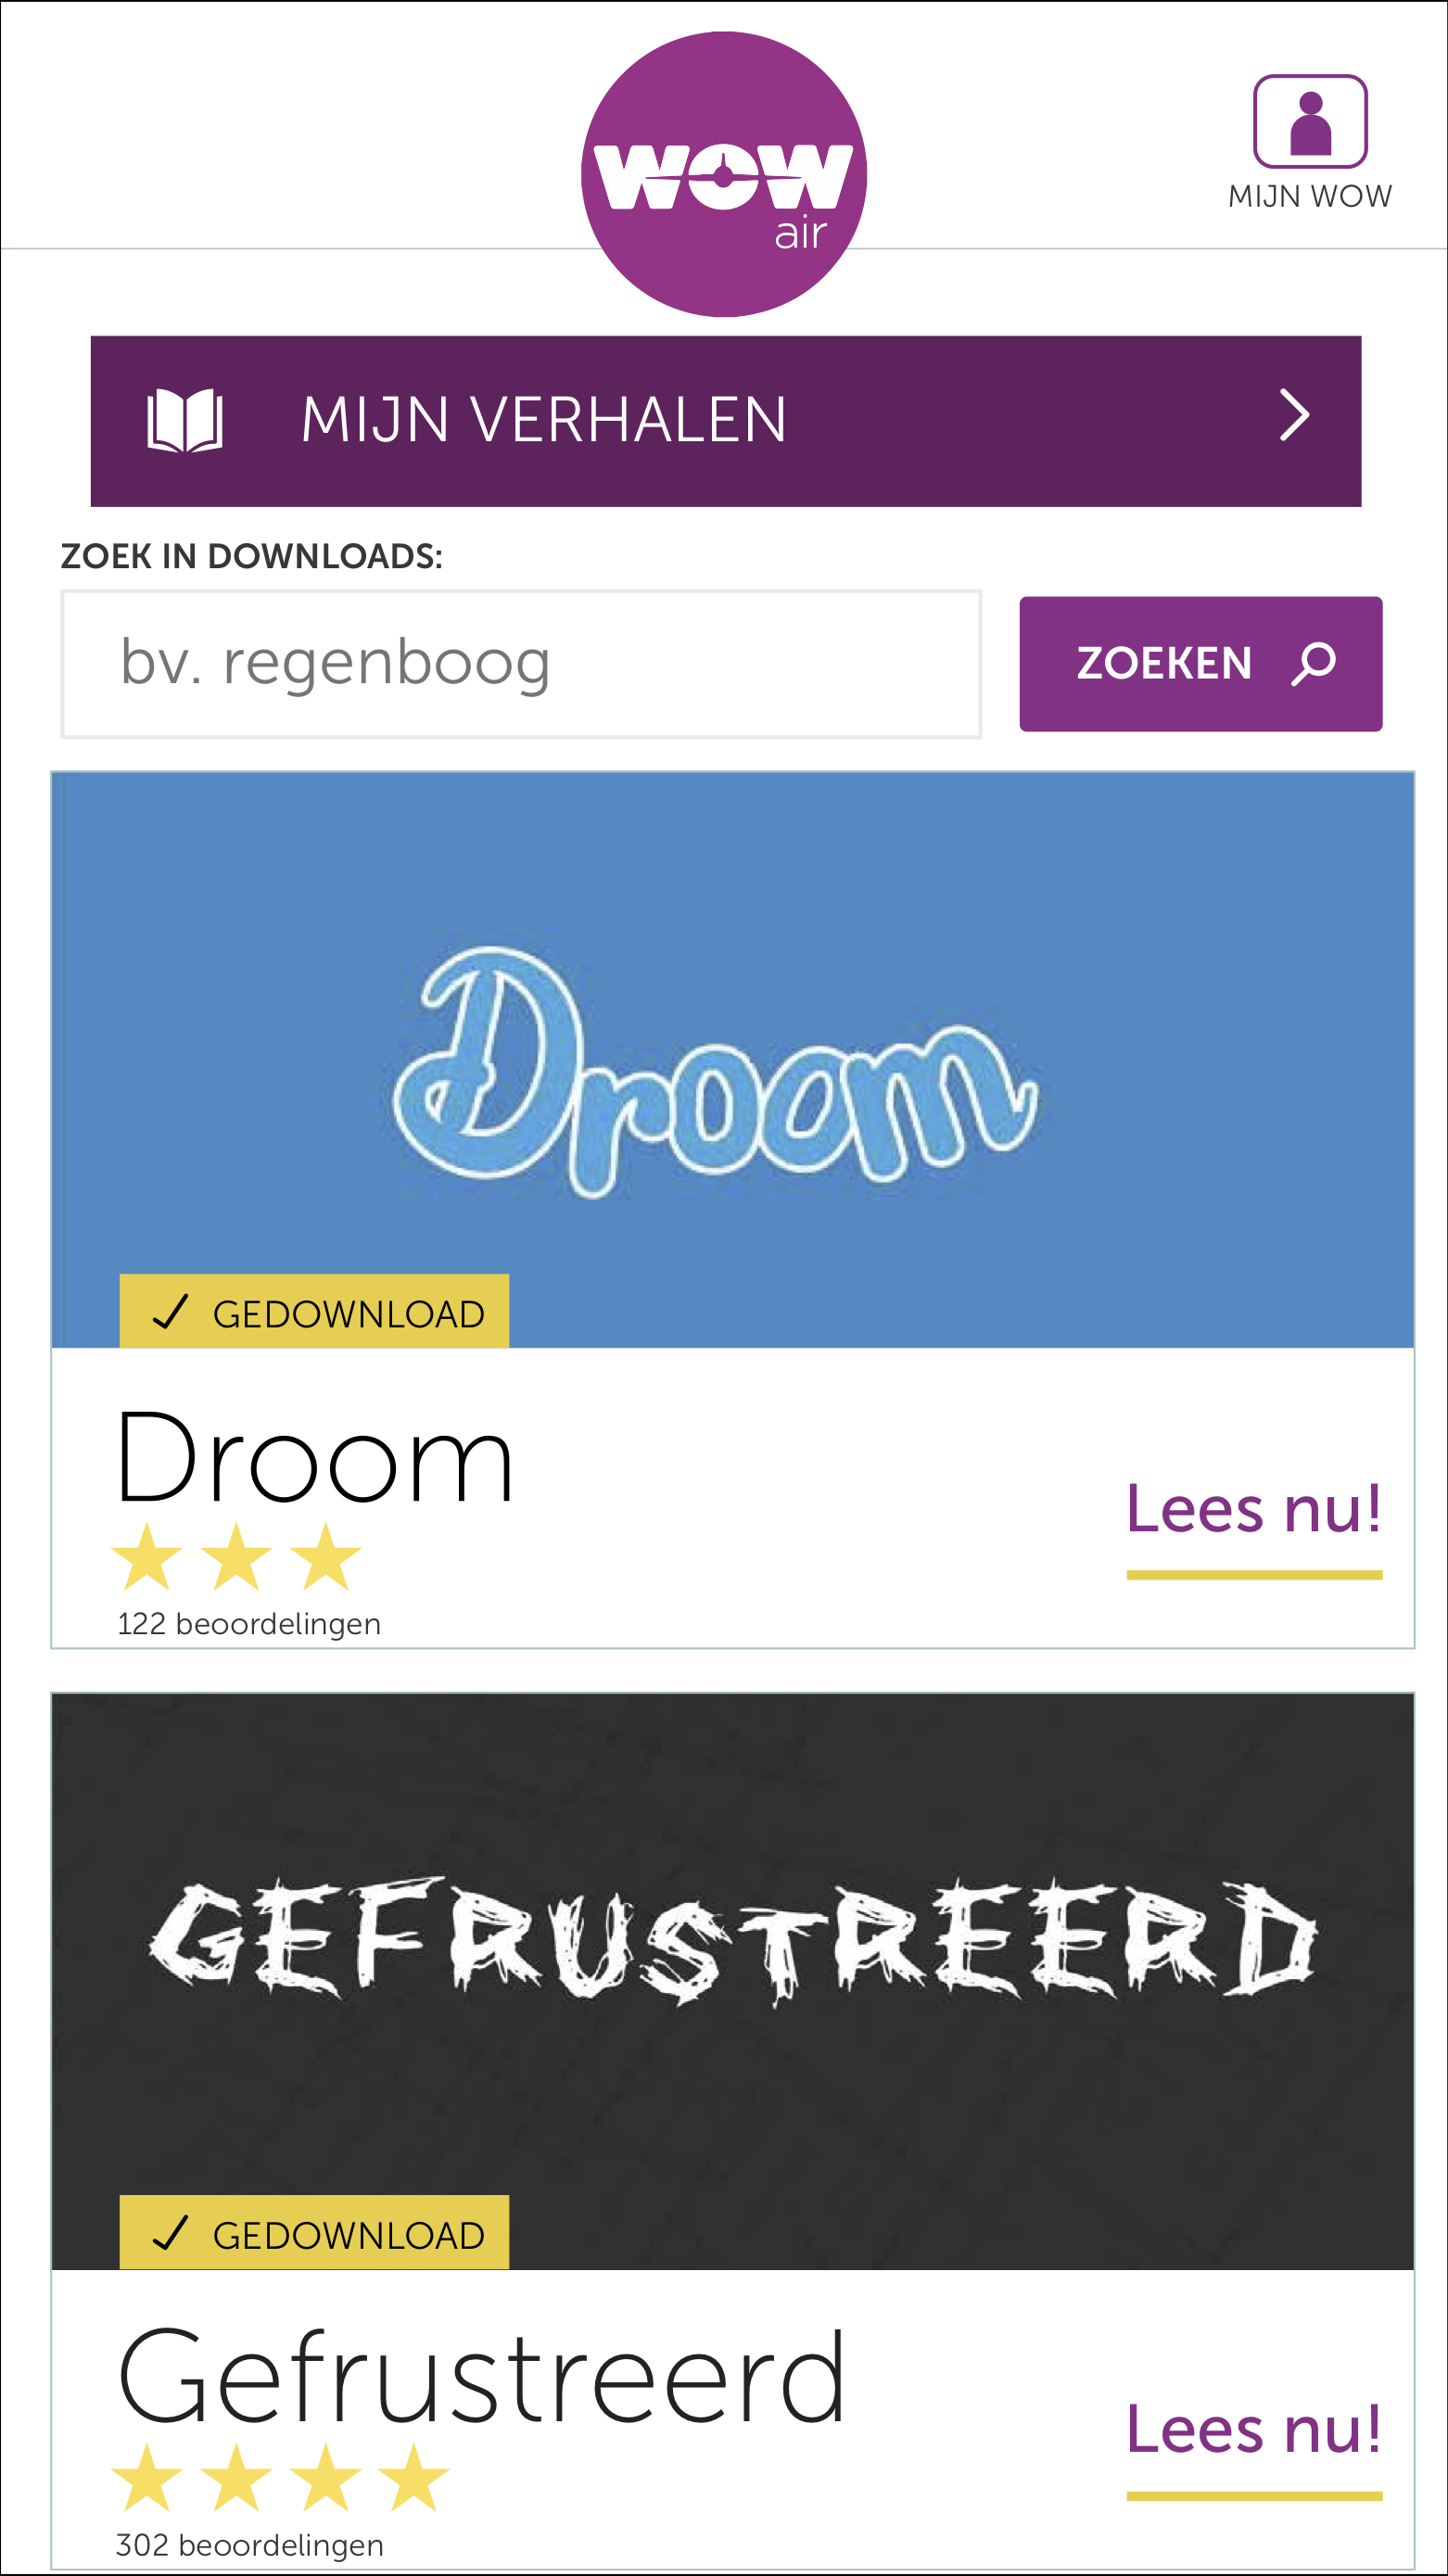 wow
air
MIJN WOW
MIJN VERHALEN
ZOEK IN DOWNLOADS:
bv. regenboog
ZOEKEN
Droom
GEDOWNLOAD
Droom
Lees nu!
122 beoordelingen
GEFRUSTREERD
GEDOWNLOAD
Gefrustreerd
Lees nu!
302 beoordelingen